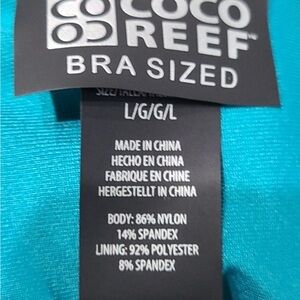 COCO
REEF
BRA SIZED
L/G/G/L
MADE IN CHINA
HECHO EN CHINA
FABRIQUE EN CHINE
HERGESTELLT IN CHINA
BODY: 86% NYLON
14% SPANDEX
LINING: 92% POLYESTER
8% SPANDEX